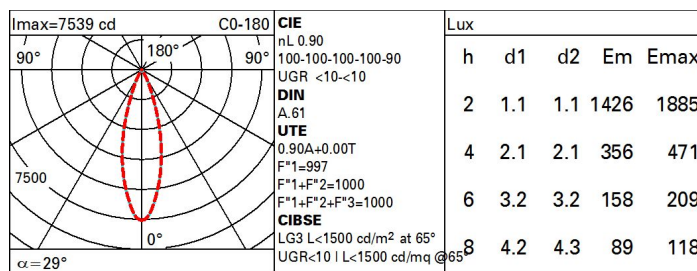 Imax=7539 cd C0-180
90° 180° 90°
7500
0°
α=29°
CIE
nL 0.90
100-100-100-100-90
UGR <10-<10
DIN
A.61
UTE
0.90A+0.00T
F"1=997
F"1+F"2=1000
F"1+F"2+F"3=1000
CIBSE
LG3 L<1500 cd/m² at 65°
UGR<10 | L<1500 cd/mq @65°
Lux
h d1 d2 Em Emax
2 1.1 1.1 1426 1885
4 2.1 2.1 356 471
6 3.2 3.2 158 209
8 4.2 4.3 89 118